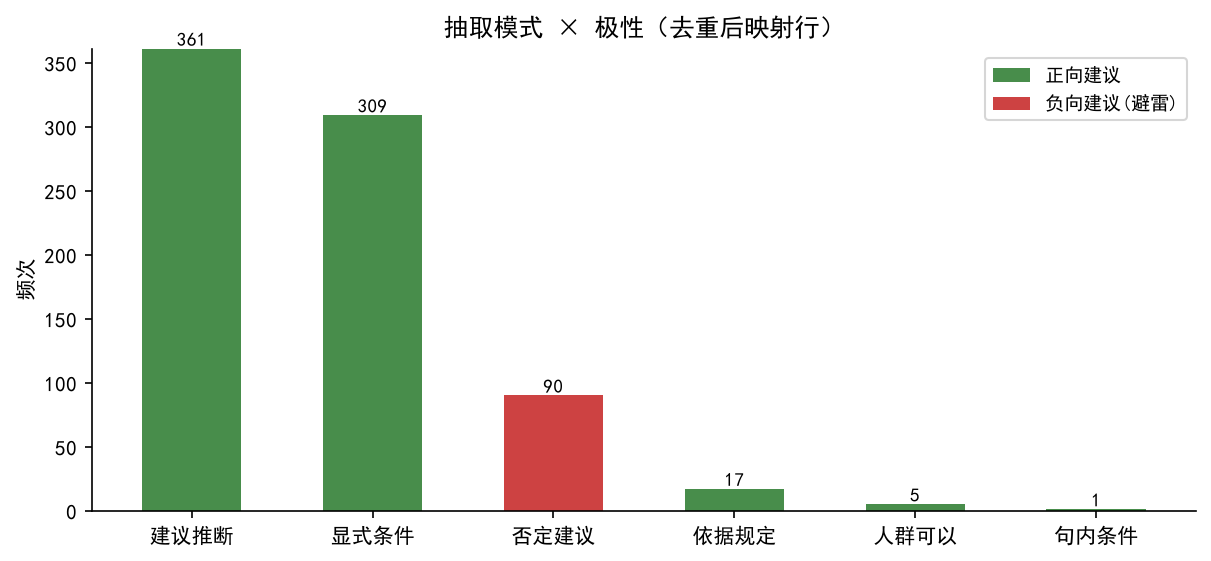 抽取模式 × 极性（去重后映射行）
正向建议
负向建议(避雷)
频次
350
300
250
200
150
100
50
0
361
309
90
17
5
1
建议推断
显式条件
否定建议
依据规定
人群可以
句内条件